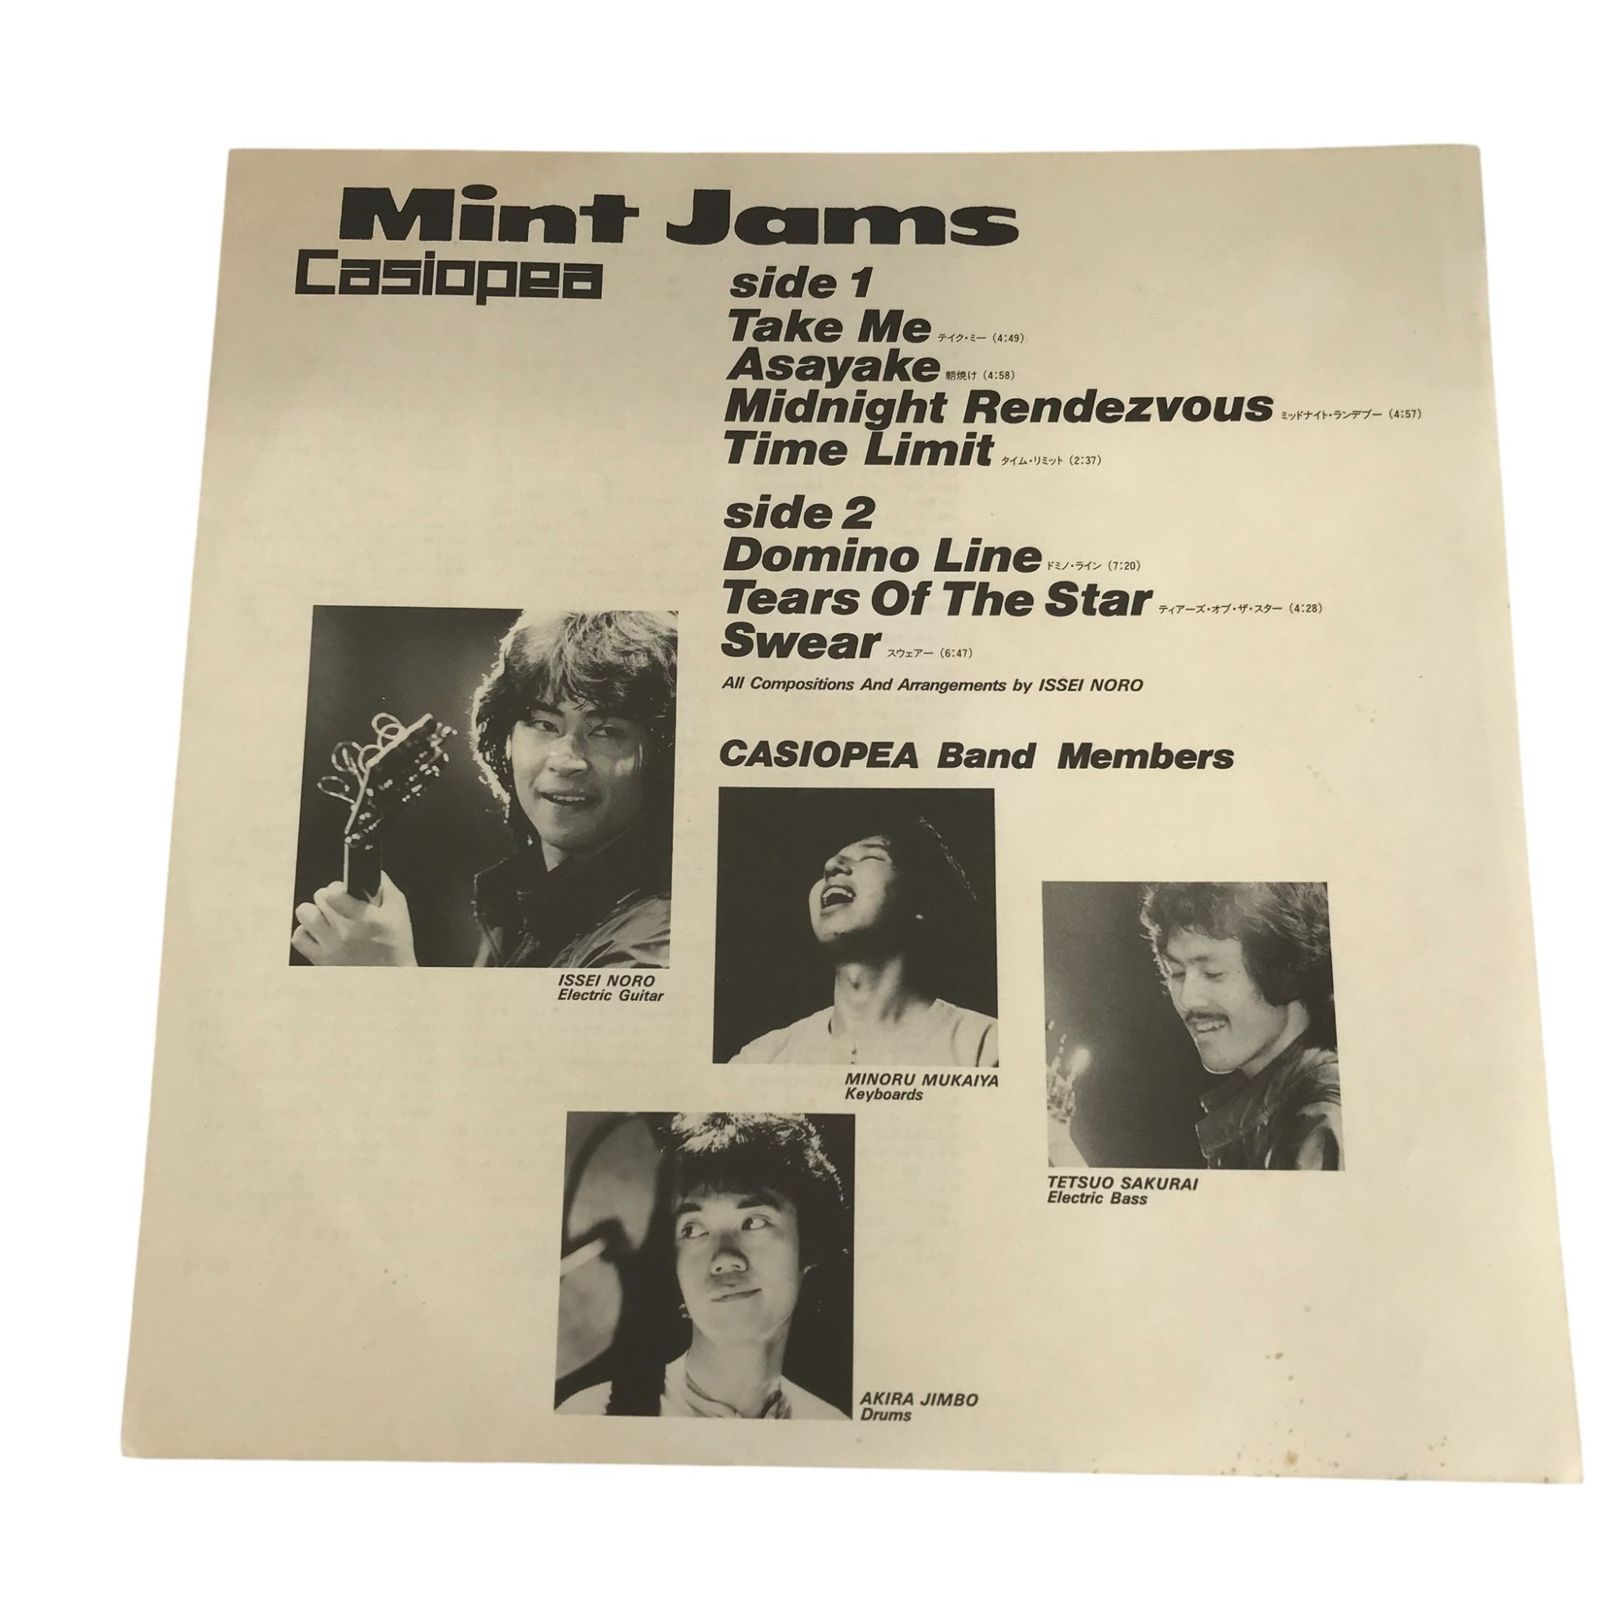 Mint Jams
Casiopea
side 1
Take Me テイク・ミー (4:49)
Asayake 朝焼け (4:58)
Midnight Rendezvous ミッドナイト・ランデブー (4:57)
Time Limit タイム・リミット (2:37)
side 2
Domino Line ドミノ・ライン (7:20)
Tears Of The Star ティアーズ・オブ・ザ・スター (4:28)
Swear スウェアー (6:47)
All Compositions And Arrangements by ISSEI NORO
CASIOPEA Band Members
ISSEI NORO
Electric Guitar
MINORU MUKAIYA
Keyboards
TETSUO SAKURAI
Electric Bass
AKIRA JIMBO
Drums